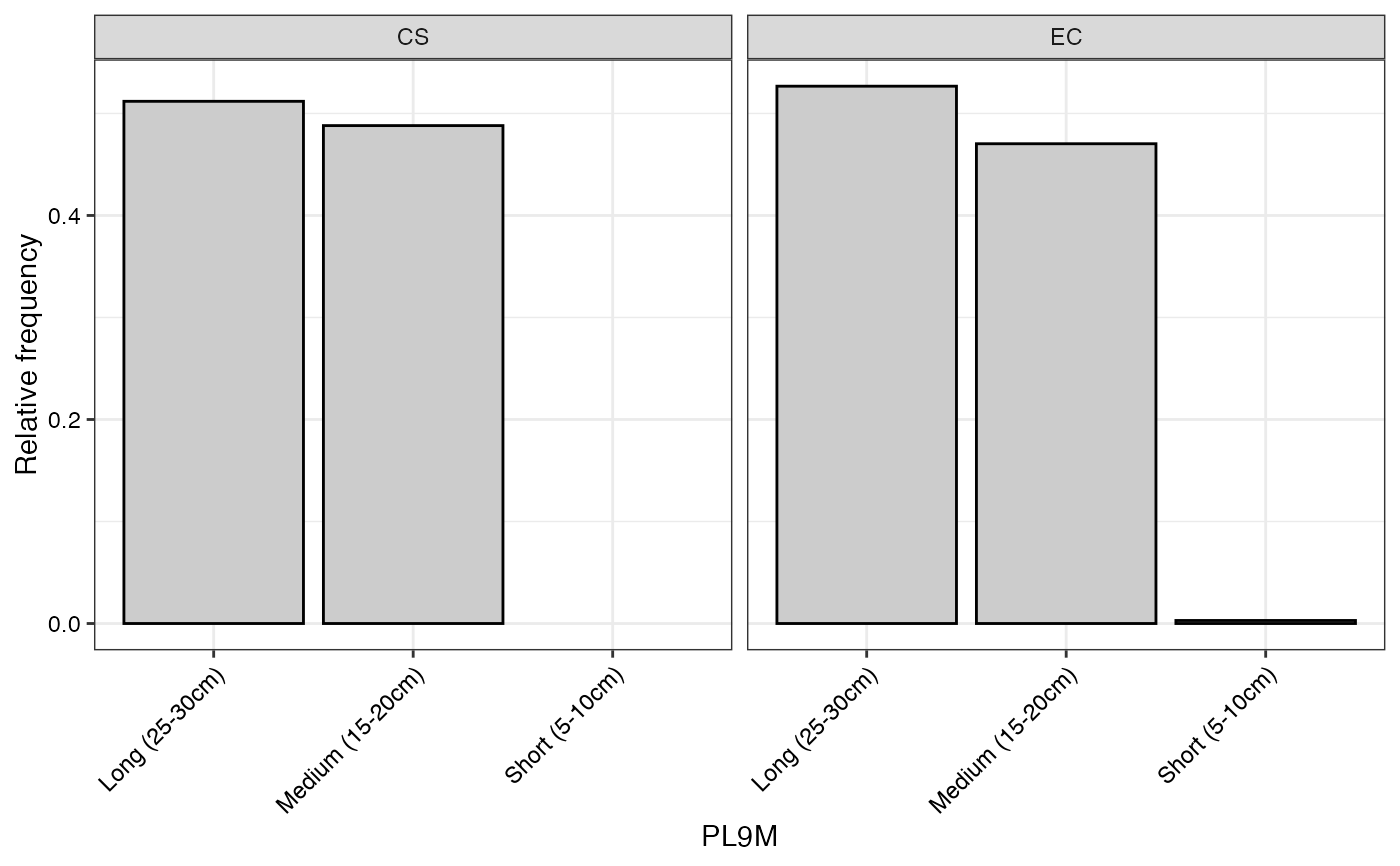 CS
EC
Relative frequency
0.4
0.2
0.0
Long (25-30cm)
Medium (15-20cm)
Short (5-10cm)
Long (25-30cm)
Medium (15-20cm)
Short (5-10cm)
PL9M